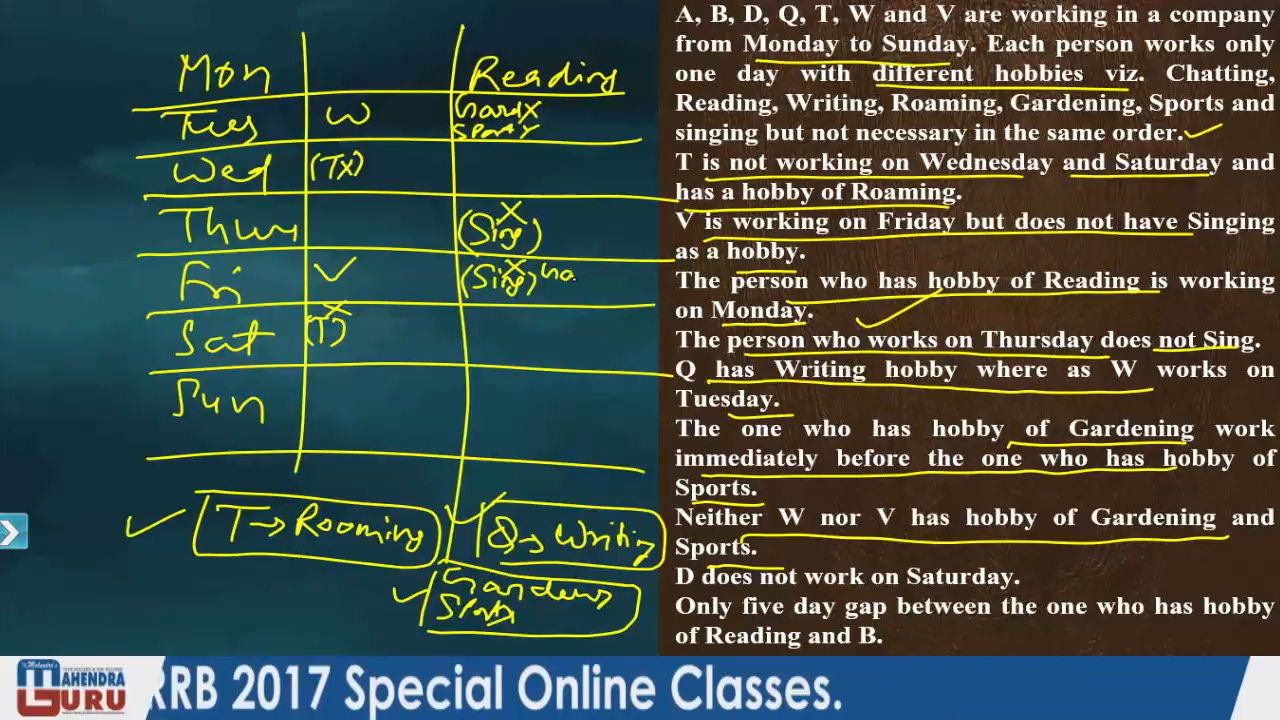 Mon Reading
Tues W GardX
SportX
Wed (TX)
Thur (Sing) X
Fri V (Sing) X Ga
Sat (T) X
Sun
T→Rooming Q→Writing
Sports
A, B, D, Q, T, W and V are working in a company
from Monday to Sunday. Each person works only
one day with different hobbies viz. Chatting,
Reading, Writing, Roaming, Gardening, Sports and
singing but not necessary in the same order.
T is not working on Wednesday and Saturday and
has a hobby of Roaming.
V is working on Friday but does not have Singing
as a hobby.
The person who has hobby of Reading is working
on Monday.
The person who works on Thursday does not Sing.
Q has Writing hobby where as W works on
Tuesday.
The one who has hobby of Gardening work
immediately before the one who has hobby of
Sports.
Neither W nor V has hobby of Gardening and
Sports.
D does not work on Saturday.
Only five day gap between the one who has hobby
of Reading and B.
MAHENDRA
GURU
RRB 2017 Special Online Classes.